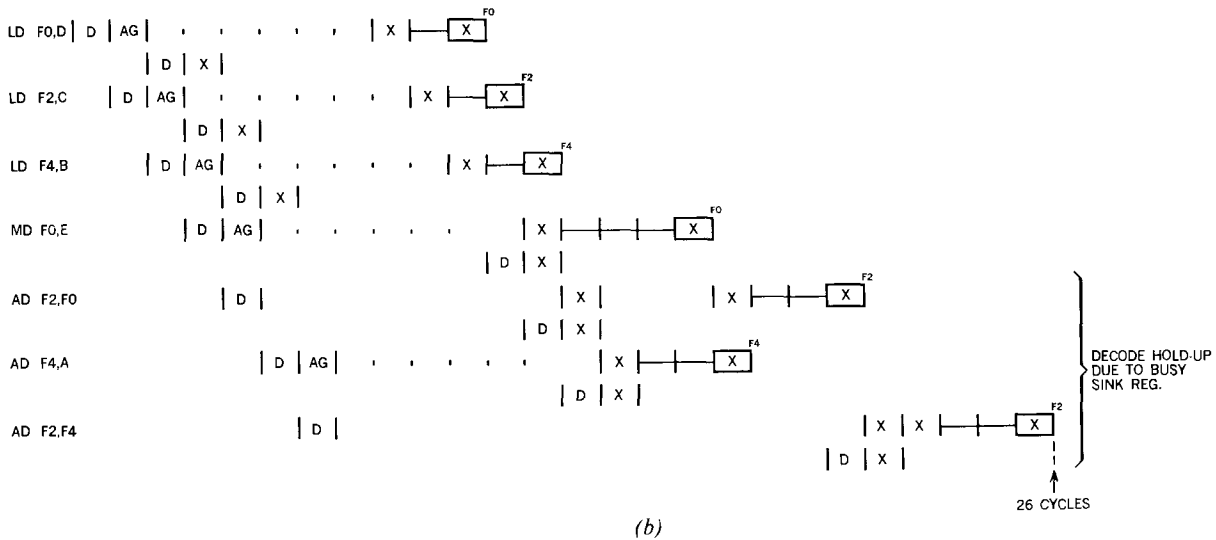 F0
LD F0,D D AG X X
D X
F2
LD F2,C D AG X X
D X
F4
LD F4,B D AG X X
D X
F0
MD F0,E D AG X X
D X
F2
AD F2,F0 D X X X
D X
F4
AD F4,A D AG X X
D X
DECODE HOLD-UP
DUE TO BUSY
SINK REG.
F2
AD F2,F4 D X X X
D X
26 CYCLES
(b)